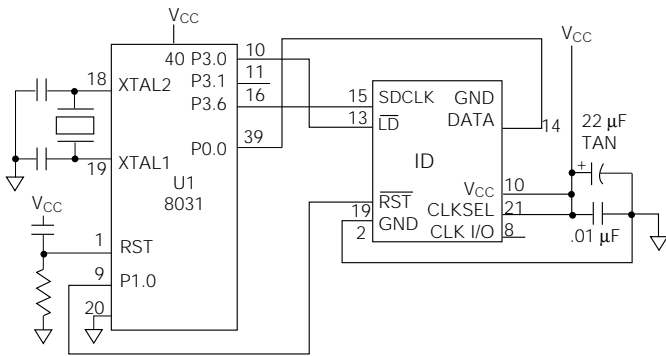 VCC
40 P3.0 10
P3.1 11
P3.6 16
P0.0 39
18 XTAL2
19 XTAL1
U1
8031
VCC
1 RST
9 P1.0
20
15 SDCLK
13 LD
GND
DATA 14
ID
VCC 10
RST
19 GND
2
CLKSEL 21
CLK I/O 8
VCC
22 µF
TAN
+
.01 µF